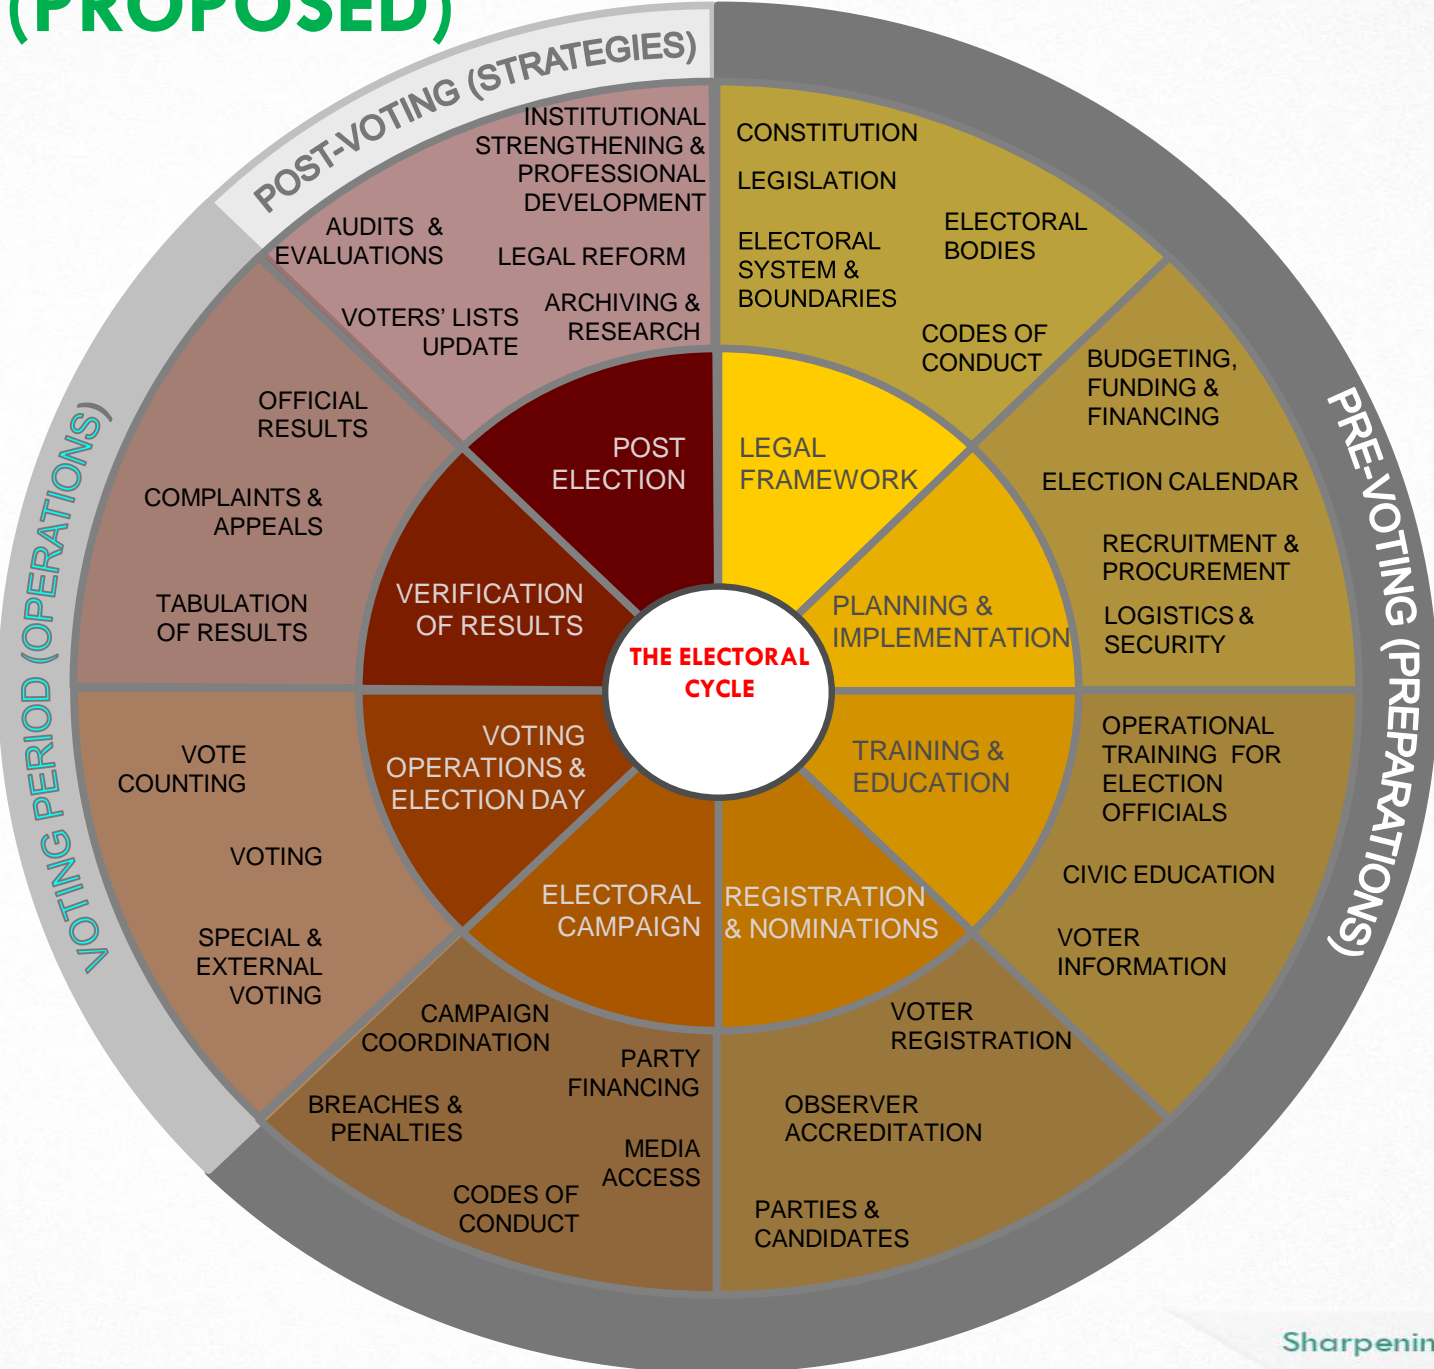 (PROPOSED)
POST-VOTING (STRATEGIES)
PRE-VOTING (PREPARATIONS)
VOTING PERIOD (OPERATIONS)
THE ELECTORAL
CYCLE
LEGAL
FRAMEWORK
CONSTITUTION
LEGISLATION
ELECTORAL
SYSTEM &
BOUNDARIES
ELECTORAL
BODIES
CODES OF
CONDUCT
PLANNING &
IMPLEMENTATION
BUDGETING,
FUNDING &
FINANCING
ELECTION CALENDAR
RECRUITMENT &
PROCUREMENT
LOGISTICS &
SECURITY
TRAINING &
EDUCATION
OPERATIONAL
TRAINING FOR
ELECTION
OFFICIALS
CIVIC EDUCATION
VOTER
INFORMATION
REGISTRATION
& NOMINATIONS
VOTER
REGISTRATION
OBSERVER
ACCREDITATION
PARTIES &
CANDIDATES
ELECTORAL
CAMPAIGN
CAMPAIGN
COORDINATION
PARTY
FINANCING
BREACHES &
PENALTIES
MEDIA
ACCESS
CODES OF
CONDUCT
VOTING
OPERATIONS &
ELECTION DAY
VOTE
COUNTING
VOTING
SPECIAL &
EXTERNAL
VOTING
VERIFICATION
OF RESULTS
OFFICIAL
RESULTS
COMPLAINTS &
APPEALS
TABULATION
OF RESULTS
POST
ELECTION
INSTITUTIONAL
STRENGTHENING &
PROFESSIONAL
DEVELOPMENT
AUDITS &
EVALUATIONS
LEGAL REFORM
VOTERS' LISTS
UPDATE
ARCHIVING &
RESEARCH
Sharpenin